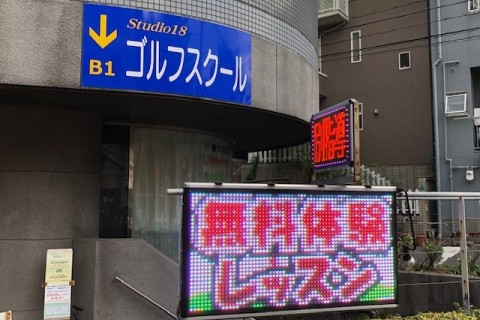 Studio18
B1 ゴルフスクール
無料体験
レッスン